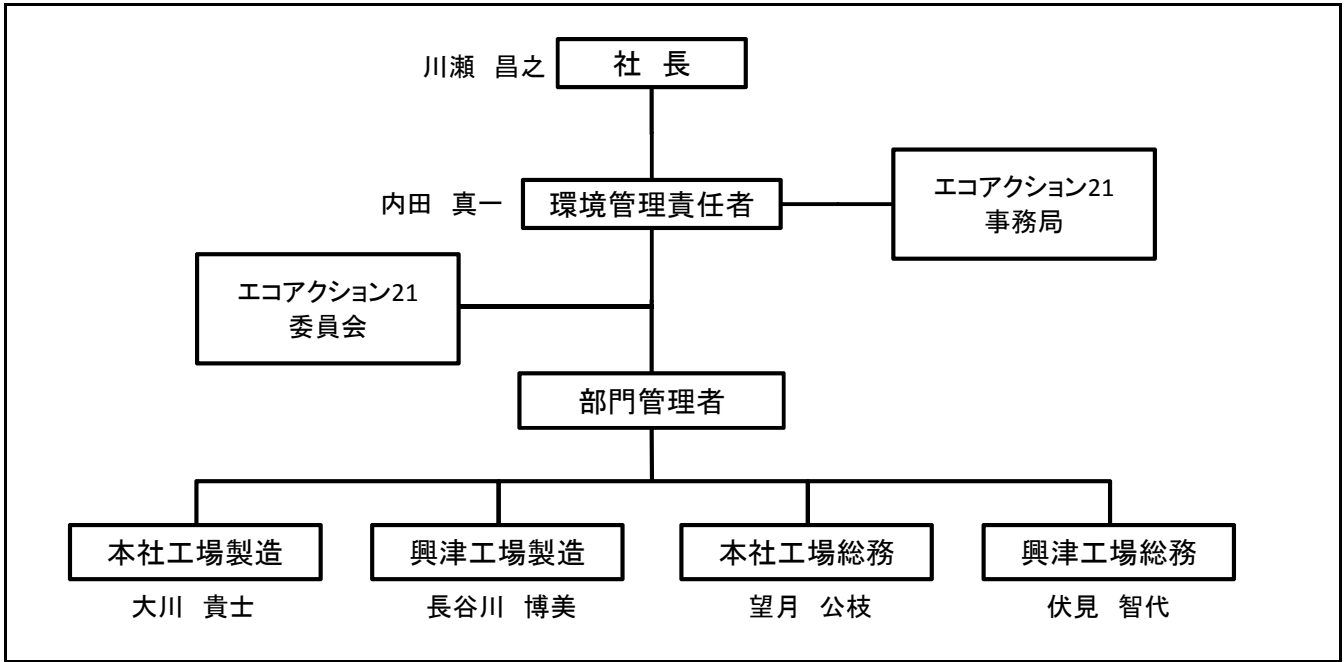 川瀬　昌之
社 長
内田　真一
環境管理責任者
エコアクション21
事務局
エコアクション21
委員会
部門管理者
本社工場製造
興津工場製造
本社工場総務
興津工場総務
大川　貴士
長谷川　博美
望月　公枝
伏見　智代